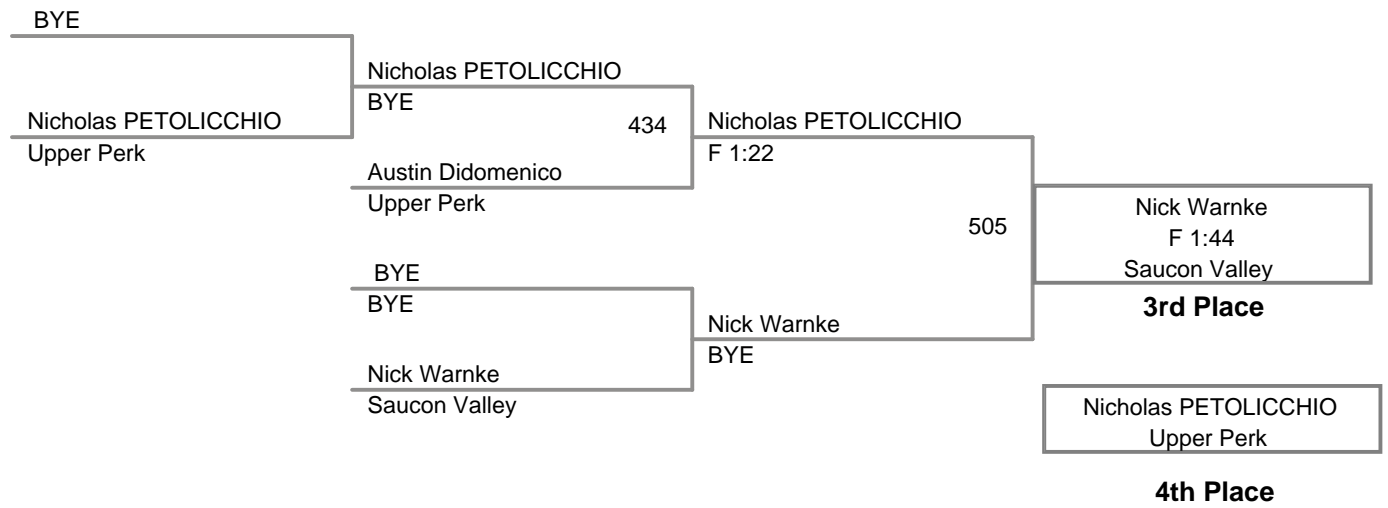 BYE
Nicholas PETOLICCHIO
BYE
Nicholas PETOLICCHIO
Upper Perk
434
Nicholas PETOLICCHIO
F 1:22
Austin Didomenico
Upper Perk
505
Nick Warnke
F 1:44
Saucon Valley
3rd Place
BYE
BYE
Nick Warnke
BYE
Nick Warnke
Saucon Valley
Nicholas PETOLICCHIO
Upper Perk
4th Place